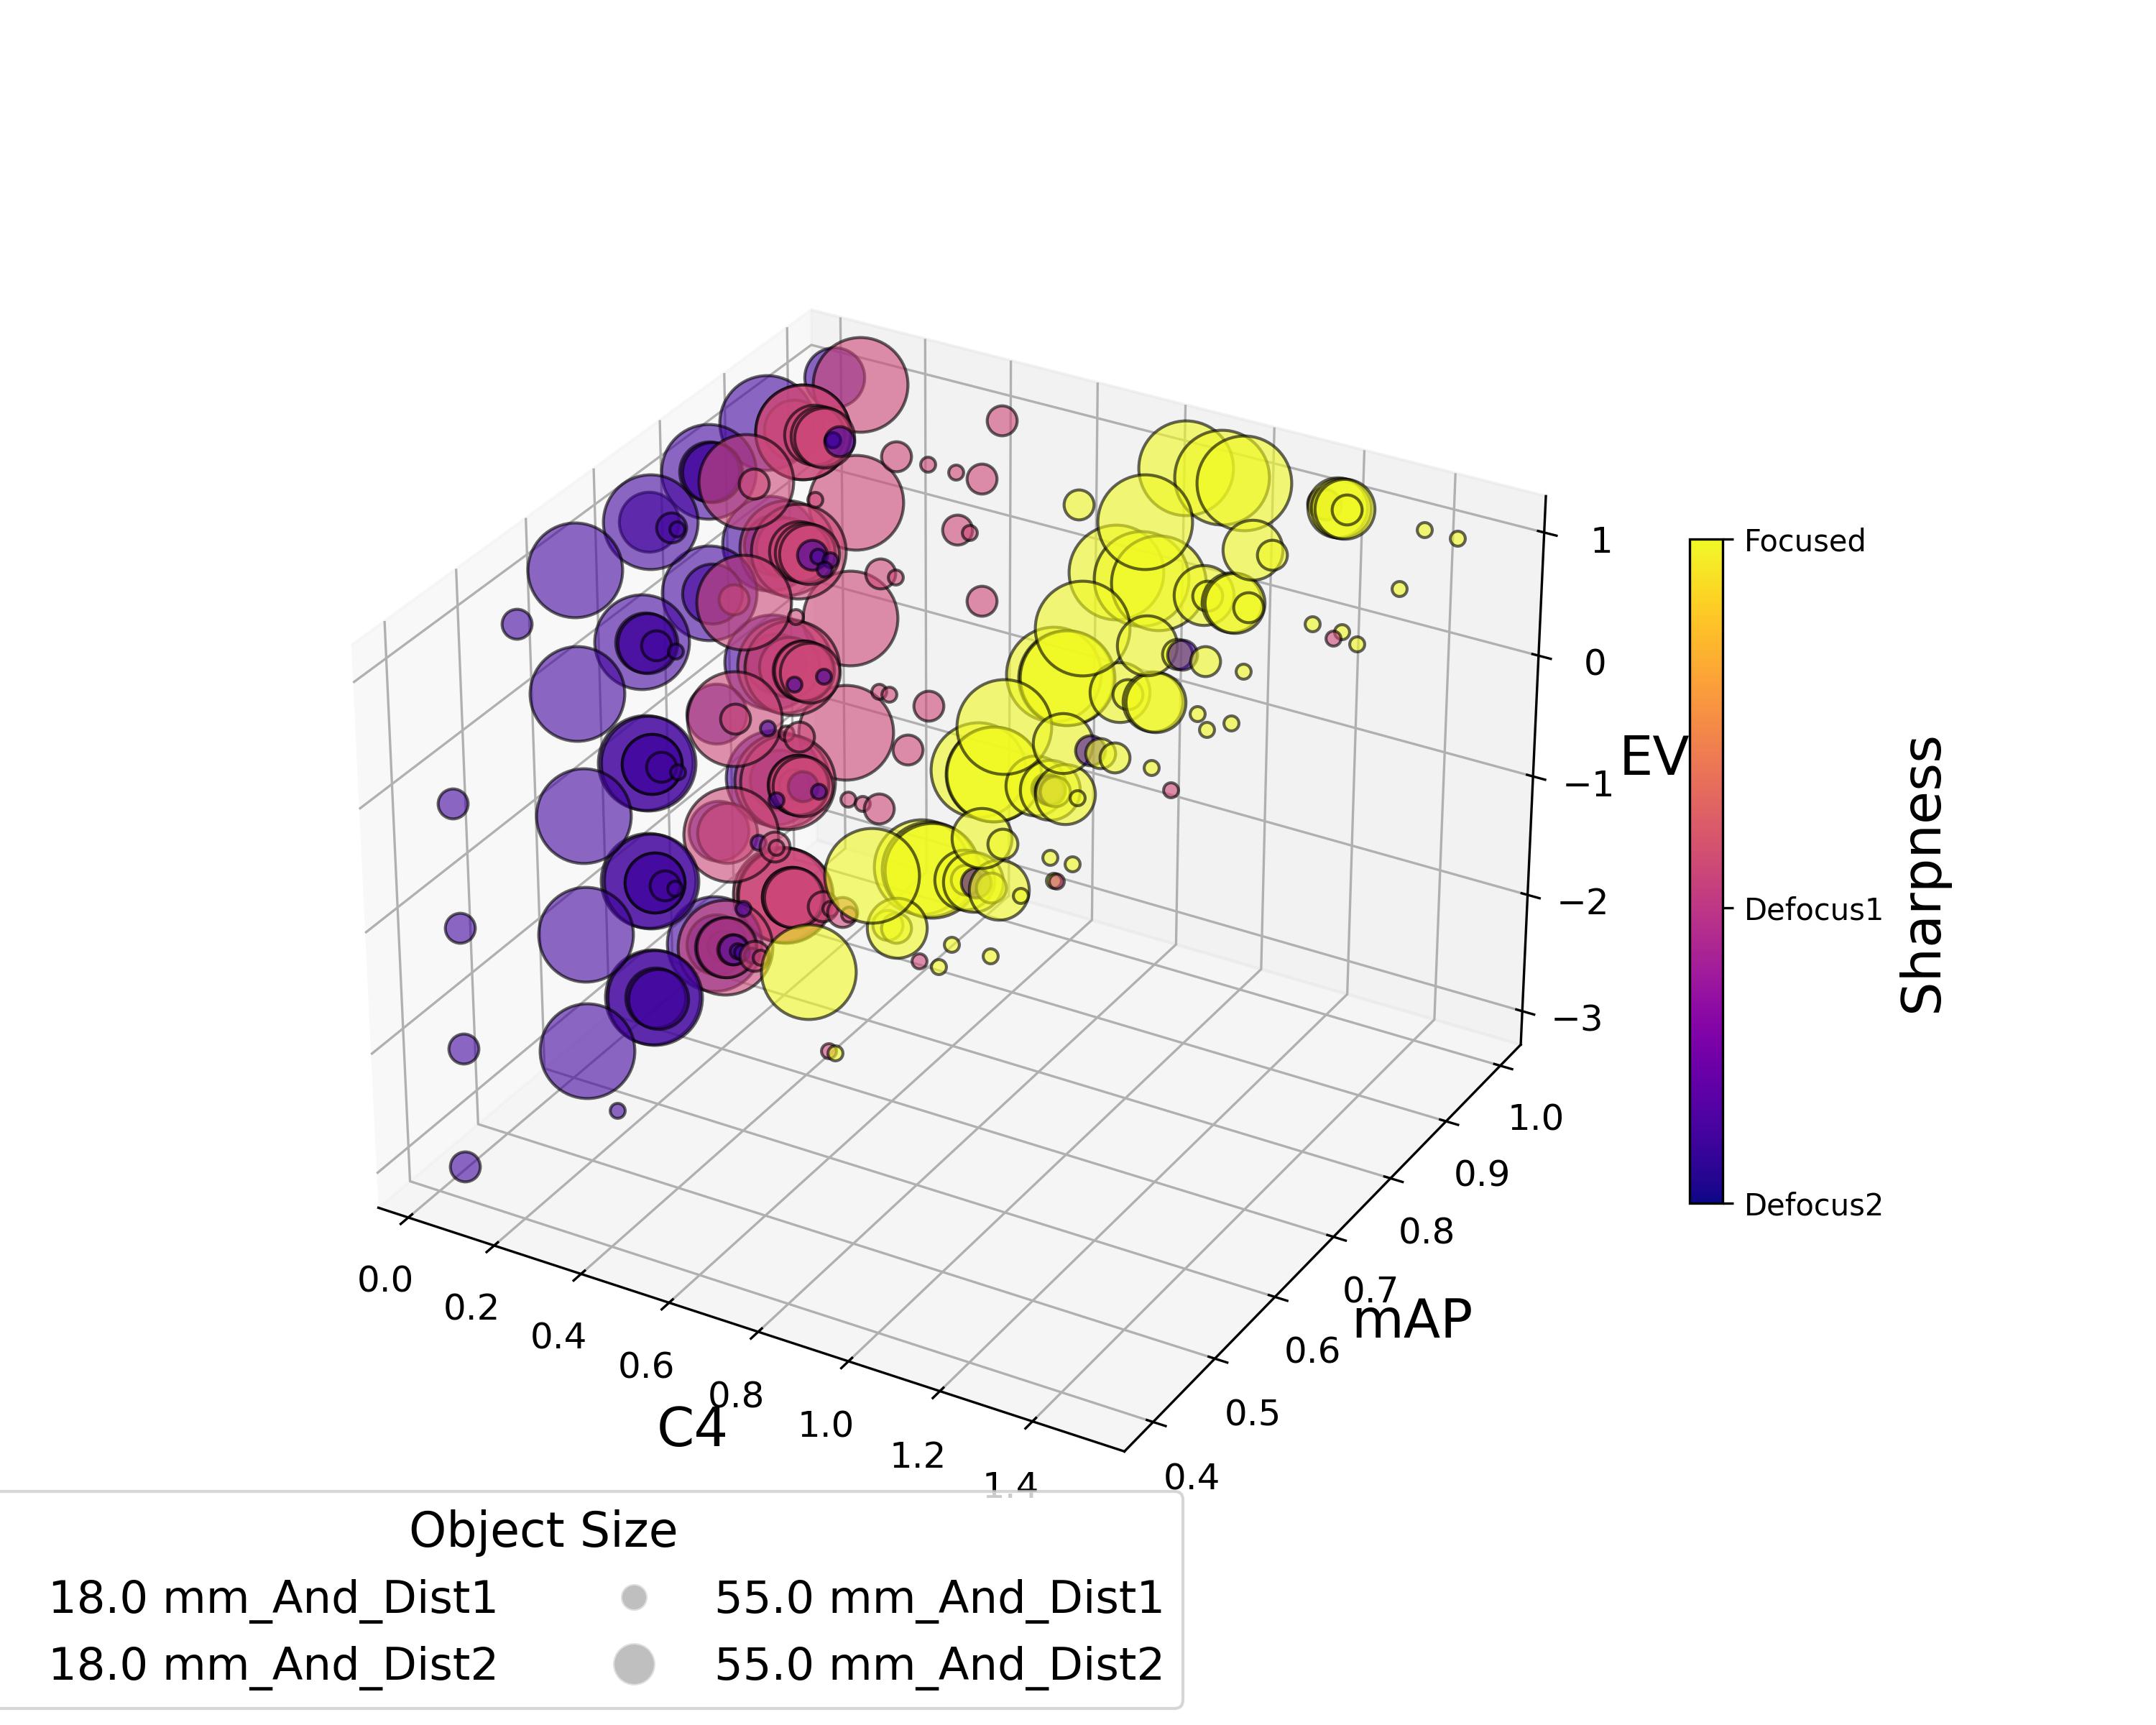 1
0
−1
−2
−3
EV
Focused
Defocus1
Defocus2
Sharpness
1.0
0.9
0.8
0.7
0.6
0.5
0.4
mAP
0.0
0.2
0.4
0.6
0.8
1.0
1.2
1.4
C4
Object Size
18.0 mm_And_Dist1
55.0 mm_And_Dist1
18.0 mm_And_Dist2
55.0 mm_And_Dist2